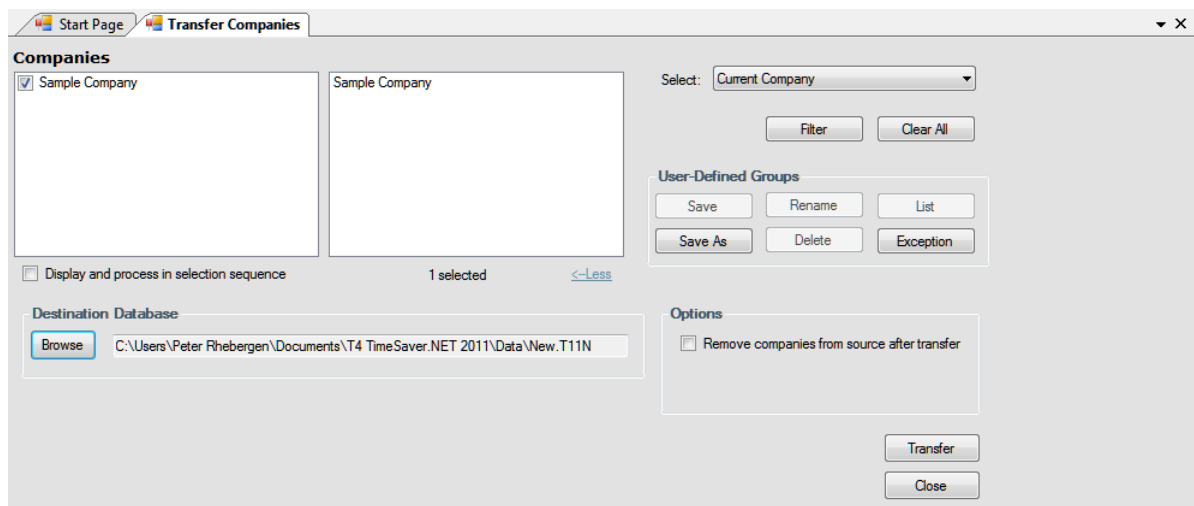 Start Page
Transfer Companies
Companies
Sample Company
Sample Company
Select:
Current Company
Filter
Clear All
User-Defined Groups
Save
Rename
List
Save As
Delete
Exception
Display and process in selection sequence
1 selected
<--Less
Destination Database
Browse
C:\Users\Peter Rhebergen\Documents\T4 TimeSaver.NET 2011\Data\New.T11N
Options
Remove companies from source after transfer
Transfer
Close